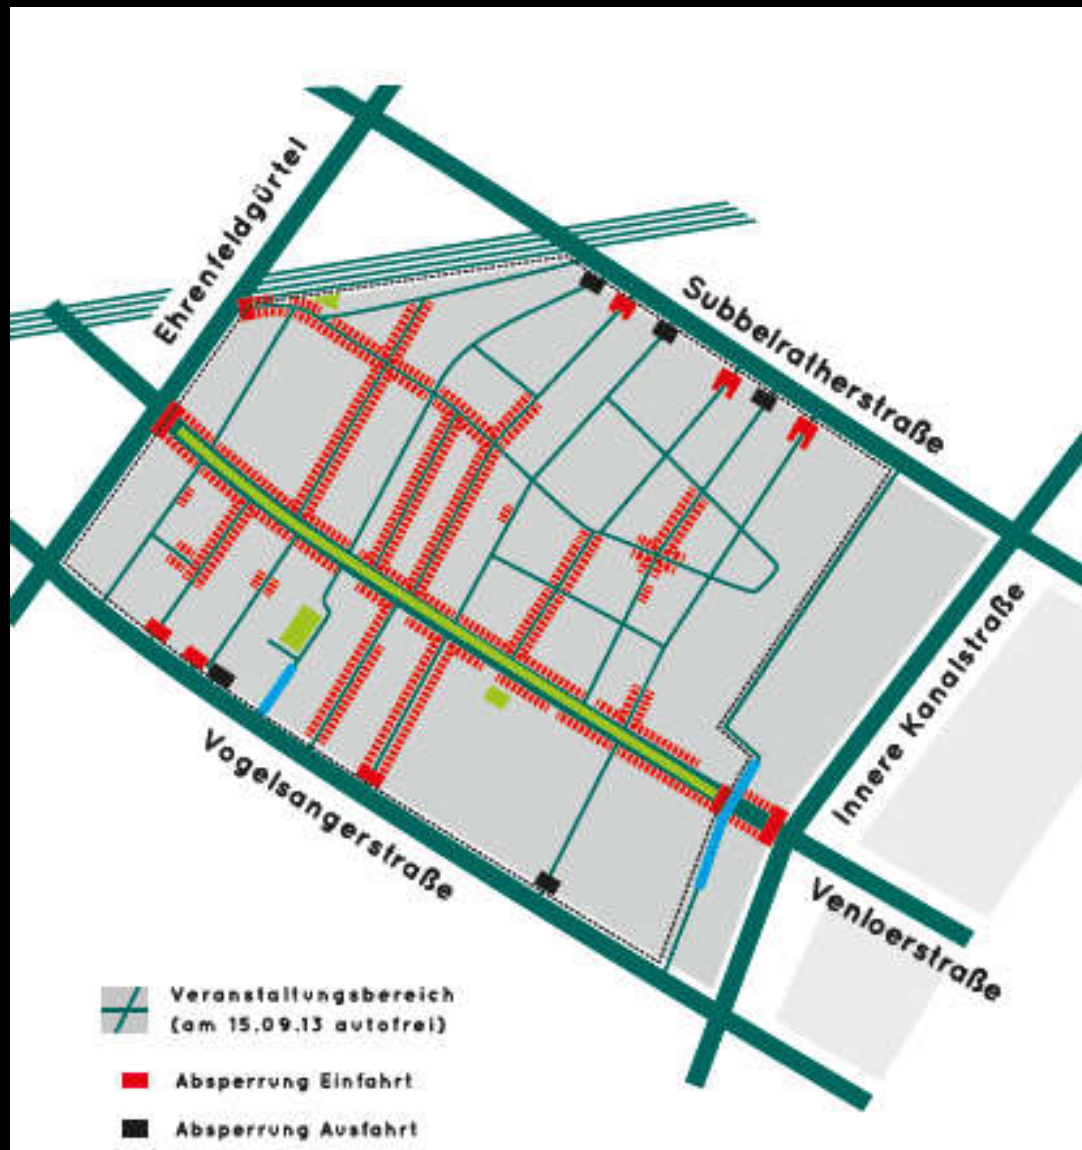 Ehrenfeldgürtel
Subbelratherstraße
Innere Kanalstraße
Vogelsangerstraße
Venloerstraße
Veranstaltungsbereich
(am 15.09.13 autofrei)
Absperrung Einfahrt
Absperrung Ausfahrt